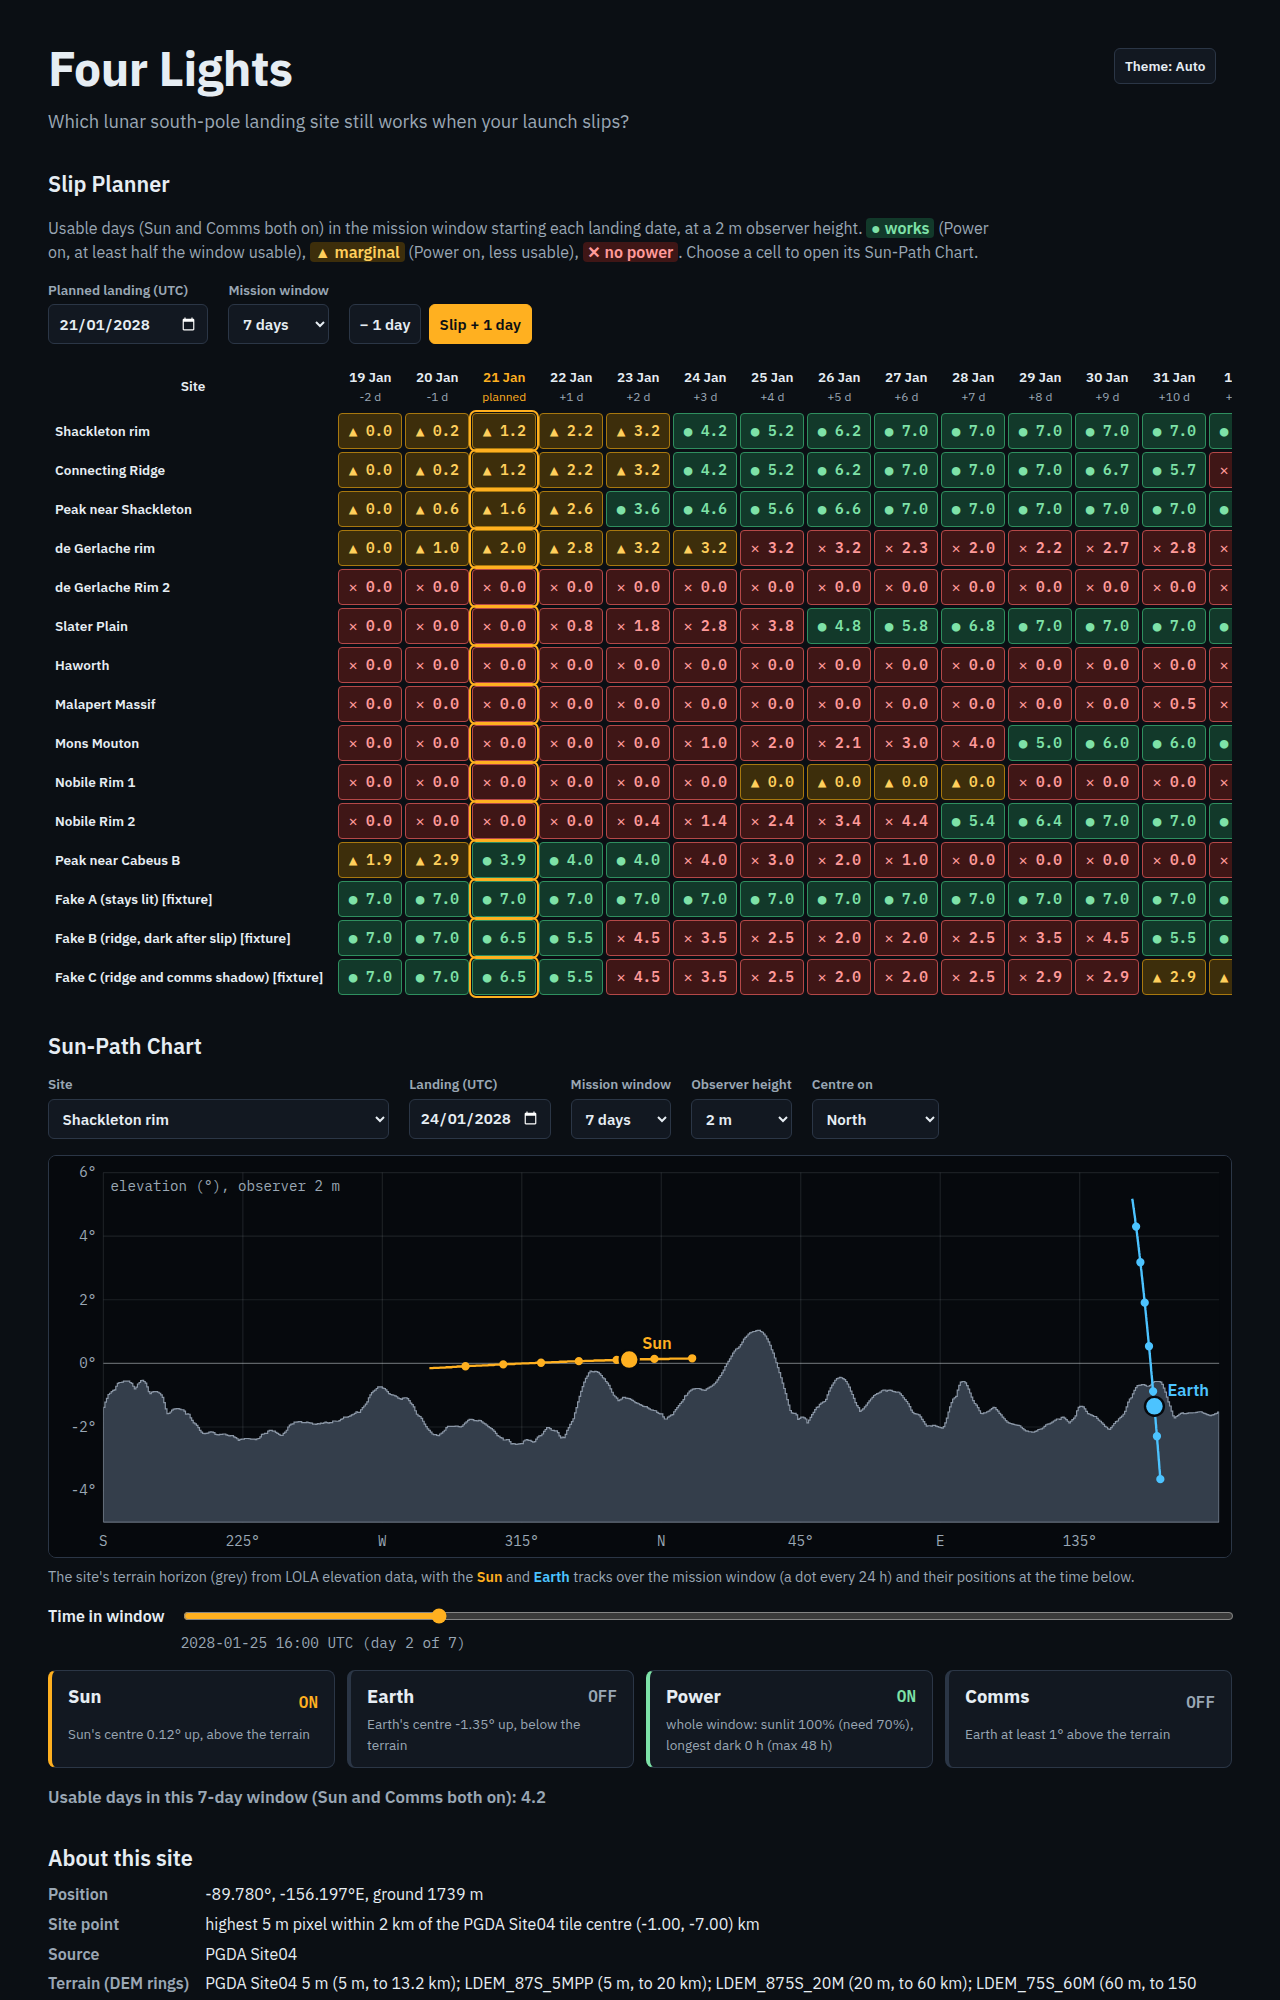 Four Lights
Theme: Auto
Which lunar south-pole landing site still works when your launch slips?
Slip Planner
Usable days (Sun and Comms both on) in the mission window starting each landing date, at a 2 m observer height. ● works (Power
on, at least half the window usable), ▲ marginal (Power on, less usable), ✕ no power. Choose a cell to open its Sun-Path Chart.
Planned landing (UTC) Mission window
21/01/2028 7 days − 1 day Slip + 1 day
Site 19 Jan 20 Jan 21 Jan 22 Jan 23 Jan 24 Jan 25 Jan 26 Jan 27 Jan 28 Jan 29 Jan 30 Jan 31 Jan 1
-2 d -1 d planned +1 d +2 d +3 d +4 d +5 d +6 d +7 d +8 d +9 d +10 d +
Shackleton rim ▲ 0.0 ▲ 0.2 ▲ 1.2 ▲ 2.2 ▲ 3.2 ● 4.2 ● 5.2 ● 6.2 ● 7.0 ● 7.0 ● 7.0 ● 7.0 ● 7.0 ●
Connecting Ridge ▲ 0.0 ▲ 0.2 ▲ 1.2 ▲ 2.2 ▲ 3.2 ● 4.2 ● 5.2 ● 6.2 ● 7.0 ● 7.0 ● 7.0 ● 6.7 ● 5.7 ×
Peak near Shackleton ▲ 0.0 ▲ 0.6 ▲ 1.6 ▲ 2.6 ● 3.6 ● 4.6 ● 5.6 ● 6.6 ● 7.0 ● 7.0 ● 7.0 ● 7.0 ● 7.0 ●
de Gerlache rim ▲ 0.0 ▲ 1.0 ▲ 2.0 ▲ 2.8 ▲ 3.2 ▲ 3.2 × 3.2 × 3.2 × 2.3 × 2.0 × 2.2 × 2.7 × 2.8 ×
de Gerlache Rim 2 × 0.0 × 0.0 × 0.0 × 0.0 × 0.0 × 0.0 × 0.0 × 0.0 × 0.0 × 0.0 × 0.0 × 0.0 × 0.0 ×
Slater Plain × 0.0 × 0.0 × 0.0 × 0.8 × 1.8 × 2.8 × 3.8 ● 4.8 ● 5.8 ● 6.8 ● 7.0 ● 7.0 ● 7.0 ●
Haworth × 0.0 × 0.0 × 0.0 × 0.0 × 0.0 × 0.0 × 0.0 × 0.0 × 0.0 × 0.0 × 0.0 × 0.0 × 0.0 ×
Malapert Massif × 0.0 × 0.0 × 0.0 × 0.0 × 0.0 × 0.0 × 0.0 × 0.0 × 0.0 × 0.0 × 0.0 × 0.0 × 0.5 ×
Mons Mouton × 0.0 × 0.0 × 0.0 × 0.0 × 0.0 × 1.0 × 2.0 × 2.1 × 3.0 × 4.0 ● 5.0 ● 6.0 ● 6.0 ●
Nobile Rim 1 × 0.0 × 0.0 × 0.0 × 0.0 × 0.0 × 0.0 ▲ 0.0 ▲ 0.0 ▲ 0.0 ▲ 0.0 × 0.0 × 0.0 × 0.0 ×
Nobile Rim 2 × 0.0 × 0.0 × 0.0 × 0.4 × 0.4 × 1.4 × 2.4 × 3.4 × 4.4 ● 5.4 ● 6.4 ● 7.0 ● 7.0 ●
Peak near Cabeus B ▲ 1.9 ▲ 2.9 ● 3.9 ● 4.0 ● 4.0 × 4.0 × 3.0 × 2.0 × 1.0 × 0.0 × 0.0 × 0.0 × 0.0 ×
Fake A (stays lit) [fixture] ● 7.0 ● 7.0 ● 7.0 ● 7.0 ● 7.0 ● 7.0 ● 7.0 ● 7.0 ● 7.0 ● 7.0 ● 7.0 ● 7.0 ● 7.0 ●
Fake B (ridge, dark after slip) [fixture] ● 7.0 ● 7.0 ● 6.5 ● 5.5 × 4.5 × 3.5 × 2.5 × 2.0 × 2.0 × 2.5 × 3.5 × 4.5 ● 5.5 ●
Fake C (ridge and comms shadow) [fixture] ● 7.0 ● 7.0 ● 6.5 ● 5.5 × 4.5 × 3.5 × 2.5 × 2.0 × 2.0 × 2.5 × 2.9 × 2.9 ▲ 2.9 ▲
Sun-Path Chart
Site Landing (UTC) Mission window Observer height Centre on
Shackleton rim 24/01/2028 7 days 2 m North
6°
elevation (°), observer 2 m
4°
2°
Sun
0°
Earth
-2°
-4°
S 225° W 315° N 45° E 135°
The site's terrain horizon (grey) from LOLA elevation data, with the Sun and Earth tracks over the mission window (a dot every 24 h) and their positions at the time below.
Time in window
2028-01-25 16:00 UTC (day 2 of 7)
Sun ON
Sun's centre 0.12° up, above the terrain
Earth OFF
Earth's centre -1.35° up, below the
terrain
Power ON
whole window: sunlit 100% (need 70%),
longest dark 0 h (max 48 h)
Comms OFF
Earth at least 1° above the terrain
Usable days in this 7-day window (Sun and Comms both on): 4.2
About this site
Position -89.780°, -156.197°E, ground 1739 m
Site point highest 5 m pixel within 2 km of the PGDA Site04 tile centre (-1.00, -7.00) km
Source PGDA Site04
Terrain (DEM rings) PGDA Site04 5 m (5 m, to 13.2 km); LDEM_87S_5MPP (5 m, to 20 km); LDEM_875S_20M (20 m, to 60 km); LDEM_75S_60M (60 m, to 150